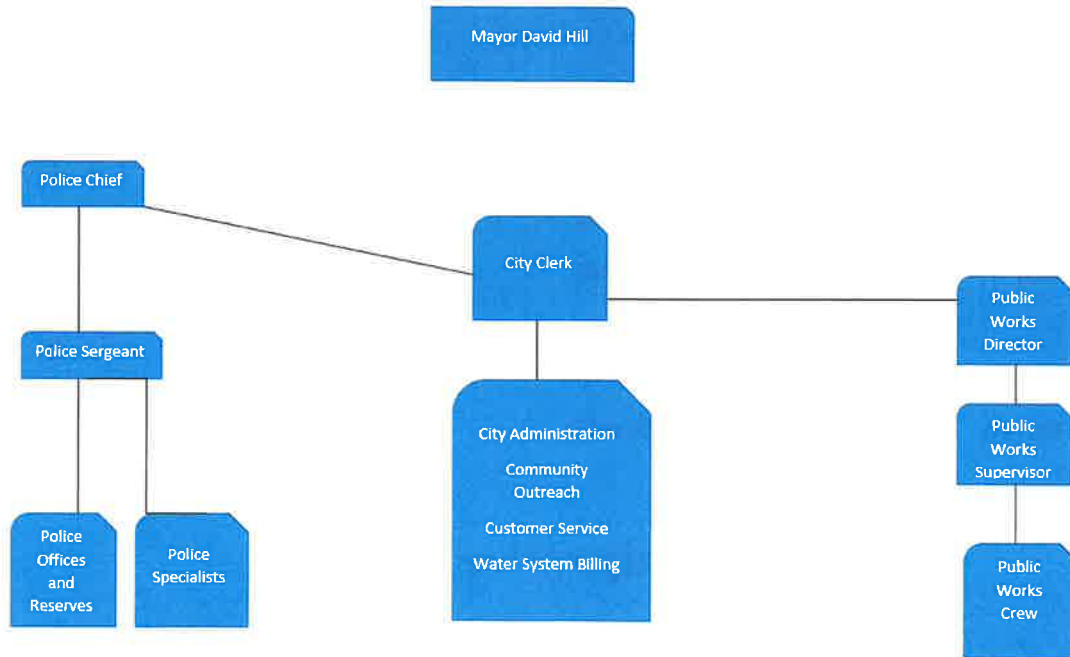 Mayor David Hill
Police Chief
City Clerk
Public
Works
Director
Police Sergeant
City Administration
Community
Outreach
Customer Service
Water System Billing
Public
Works
Supervisor
Police
Offices
and
Reserves
Police
Specialists
Public
Works
Crew